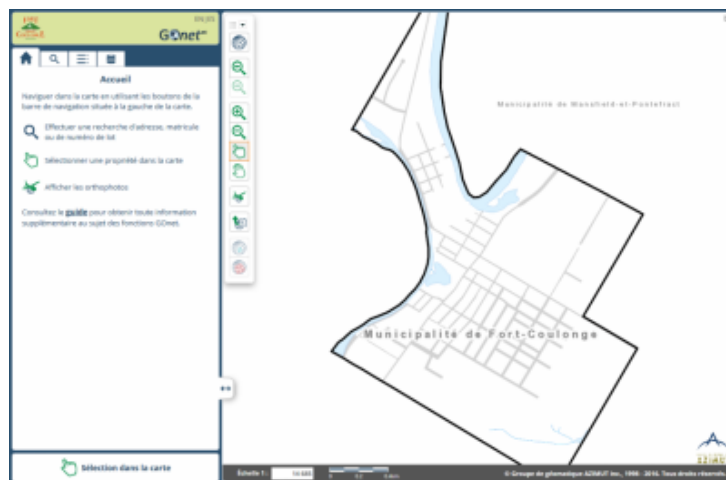 GOnet
Accueil
Naviguer dans la carte en utilisant les boutons de la
barre de navigation située à la gauche de la carte.
Effectuer une recherche d'adresse, matricule
ou de numéro de lot
Sélectionner une propriété dans la carte
Afficher les orthophotos
Consultez le guide pour obtenir toute information
supplémentaire au sujet des fonctions GOnet.
Sélection dans la carte
Municipalité de Mansfield-et-Pontefract
Municipalité de Fort-Coulonge
Échelle 1 :
© Groupe de géomatique AZIMUT Inc., 1998 - 2016. Tous droits réservés.